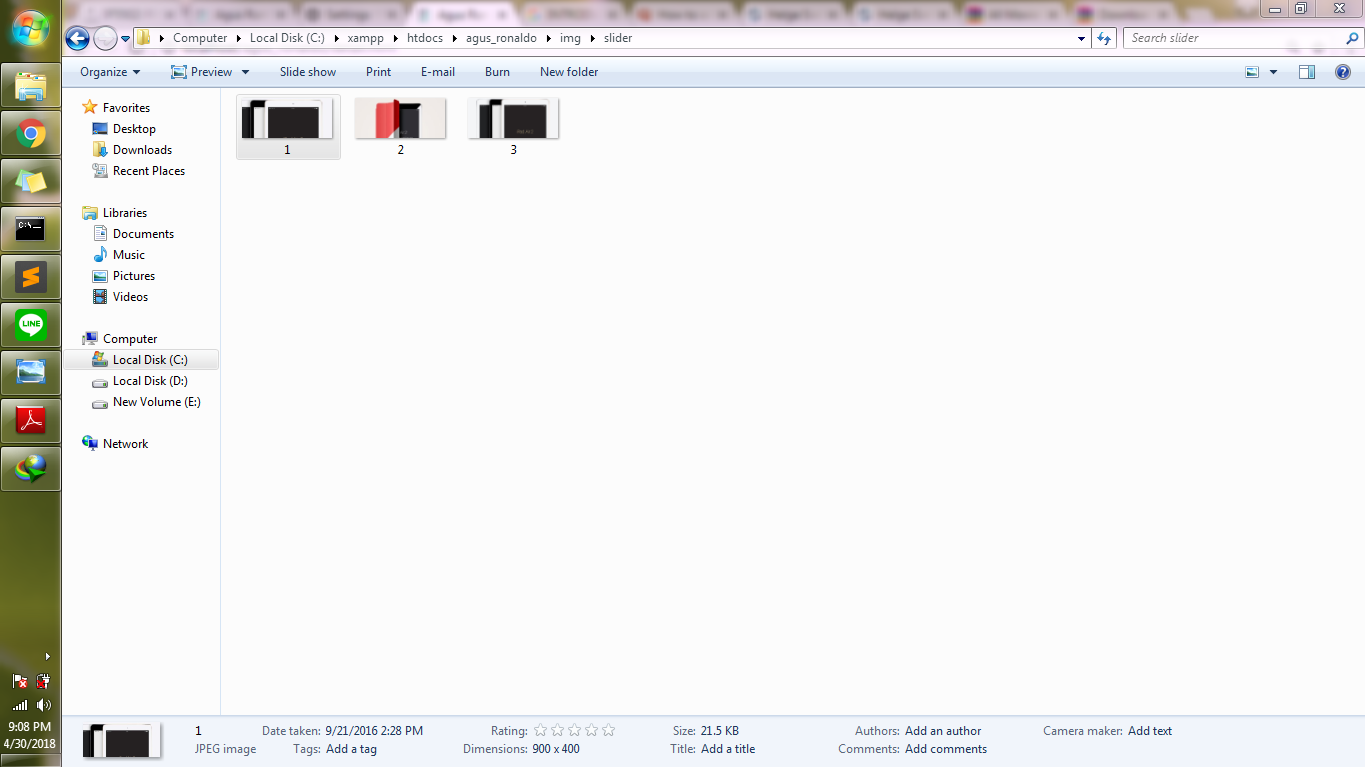 Computer Local Disk (C:) xampp htdocs agus_ronaldo img slider Search slider
Organize Preview Slide show Print E-mail Burn New folder
Favorites
Desktop
Downloads
Recent Places
Libraries
Documents
Music
Pictures
Videos
Computer
Local Disk (C:)
Local Disk (D:)
New Volume (E:)
Network
1 2 3
C:\_
LINE
9:08 PM
4/30/2018
1 Date taken: 9/21/2016 2:28 PM Rating: Size: 21.5 KB Authors: Add an author Camera maker: Add text
JPEG image Tags: Add a tag Dimensions: 900 x 400 Title: Add a title Comments: Add comments